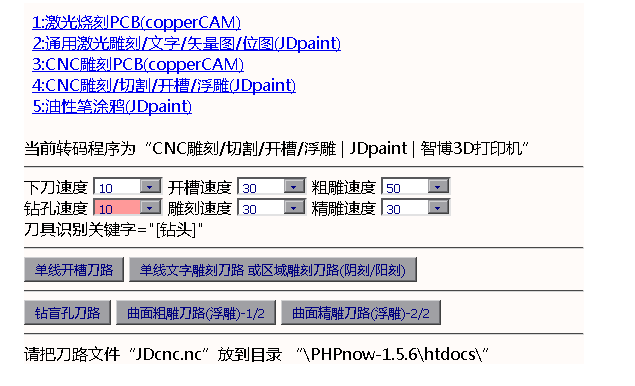 1:激光烧刻PCB(copperCAM)
2:通用激光雕刻/文字/矢量图/位图(JDpaint)
3:CNC雕刻PCB(copperCAM)
4:CNC雕刻/切割/开槽/浮雕(JDpaint)
5:油性笔涂鸦(JDpaint)
当前转码程序为“CNC雕刻/切割/开槽/浮雕 | JDpaint | 智博3D打印机”
下刀速度 10 开槽速度 30 粗雕速度 50
钻孔速度 10 雕刻速度 30 精雕速度 30
刀具识别关键字="[钻头]"
单线开槽刀路 单线文字雕刻刀路 或区域雕刻刀路(阴刻/阳刻)
钻盲孔刀路 曲面粗雕刀路(浮雕)-1/2 曲面精雕刀路(浮雕)-2/2
请把刀路文件“JDcnc.nc”放到目录 “\PHPnow-1.5.6\htdocs\”